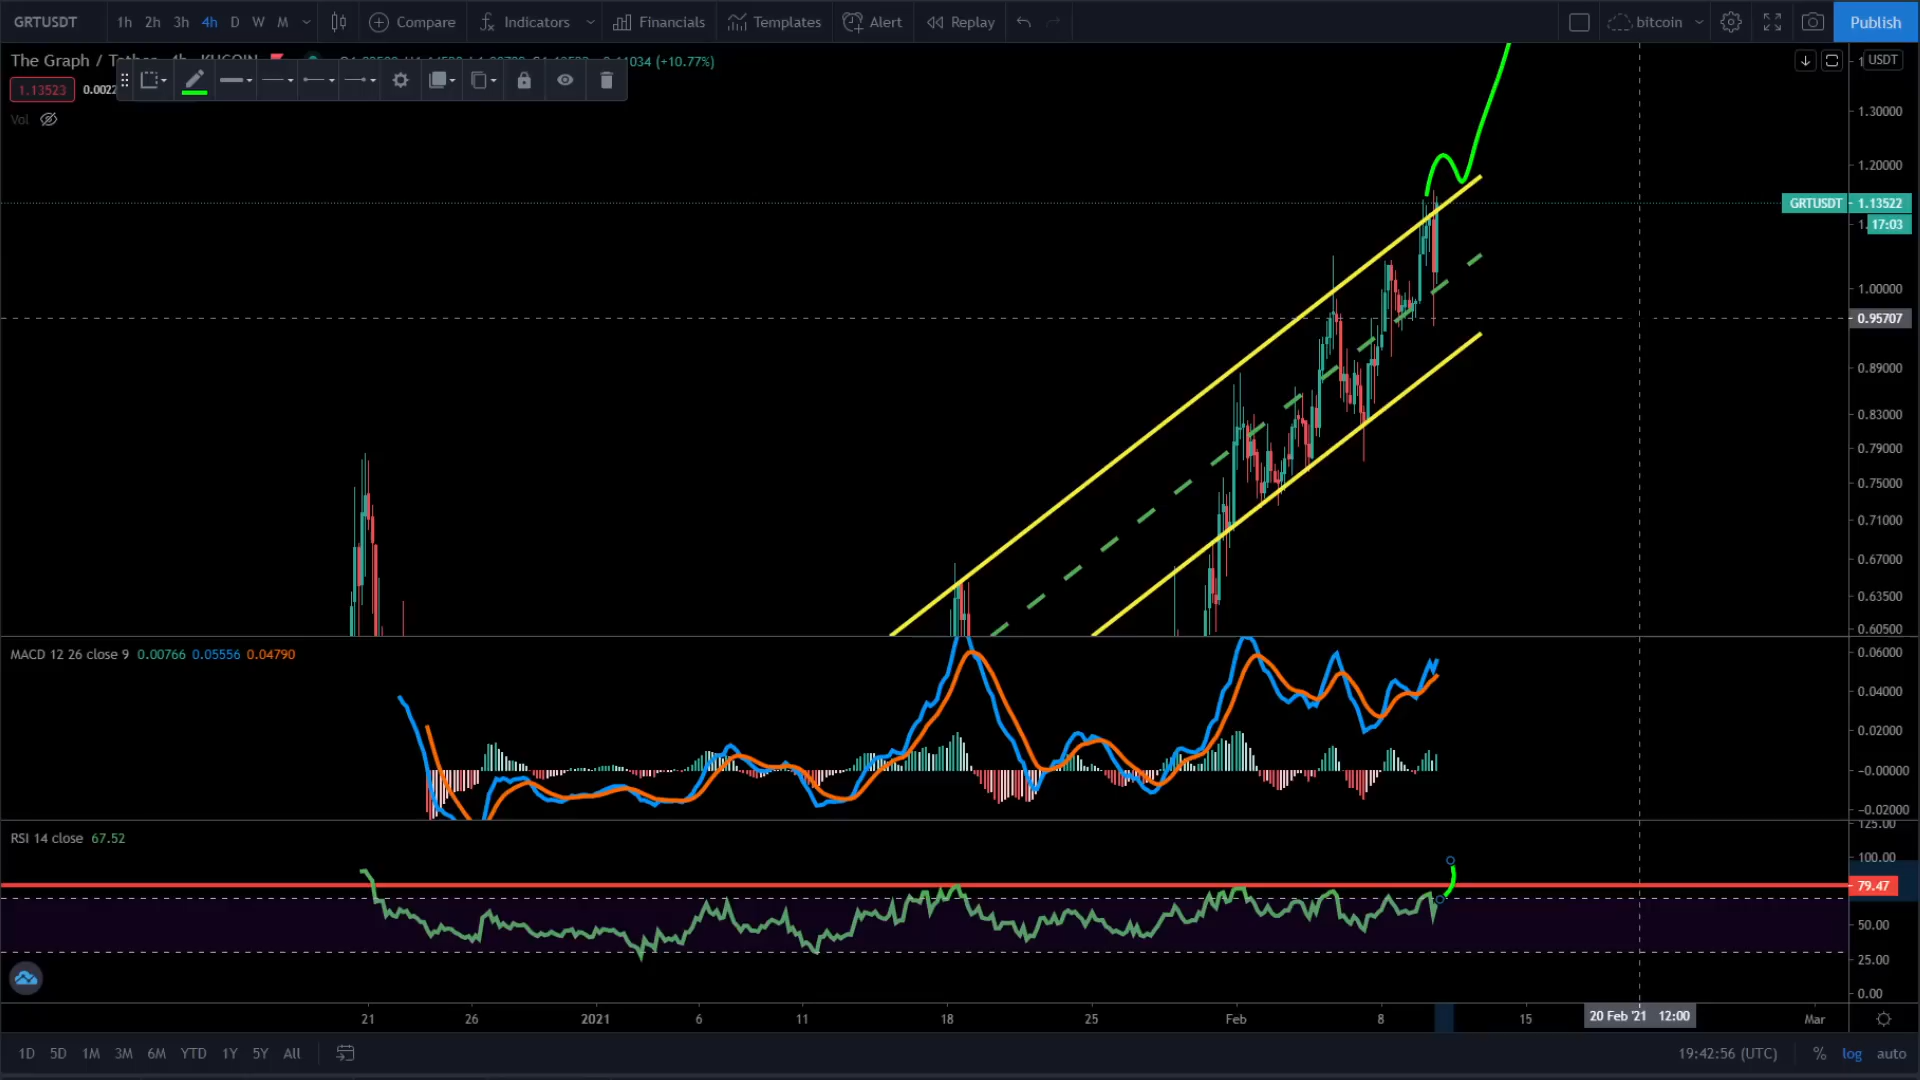 GRTUSDT 1h 2h 3h 4h D W M Compare Indicators Financials Templates Alert Replay bitcoin Publish
The Graph / 1034 (+10.77%)
1.13523 0.0022
Vol
USDT
1.30000
1.20000
GRTUSDT 1.13522
17:03
1.00000
0.95707
0.89000
0.83000
0.79000
0.75000
0.71000
0.67000
0.63500
0.60500
MACD 12 26 close 9 0.00766 0.05556 0.04790
0.06000
0.04000
0.02000
-0.00000
-0.02000
RSI 14 close 67.52
125.00
100.00
79.47
50.00
25.00
0.00
21 26 2021 6 11 18 25 Feb 8 15 20 Feb '21 12:00 Mar
1D 5D 1M 3M 6M YTD 1Y 5Y All 19:42:56 (UTC) % log auto